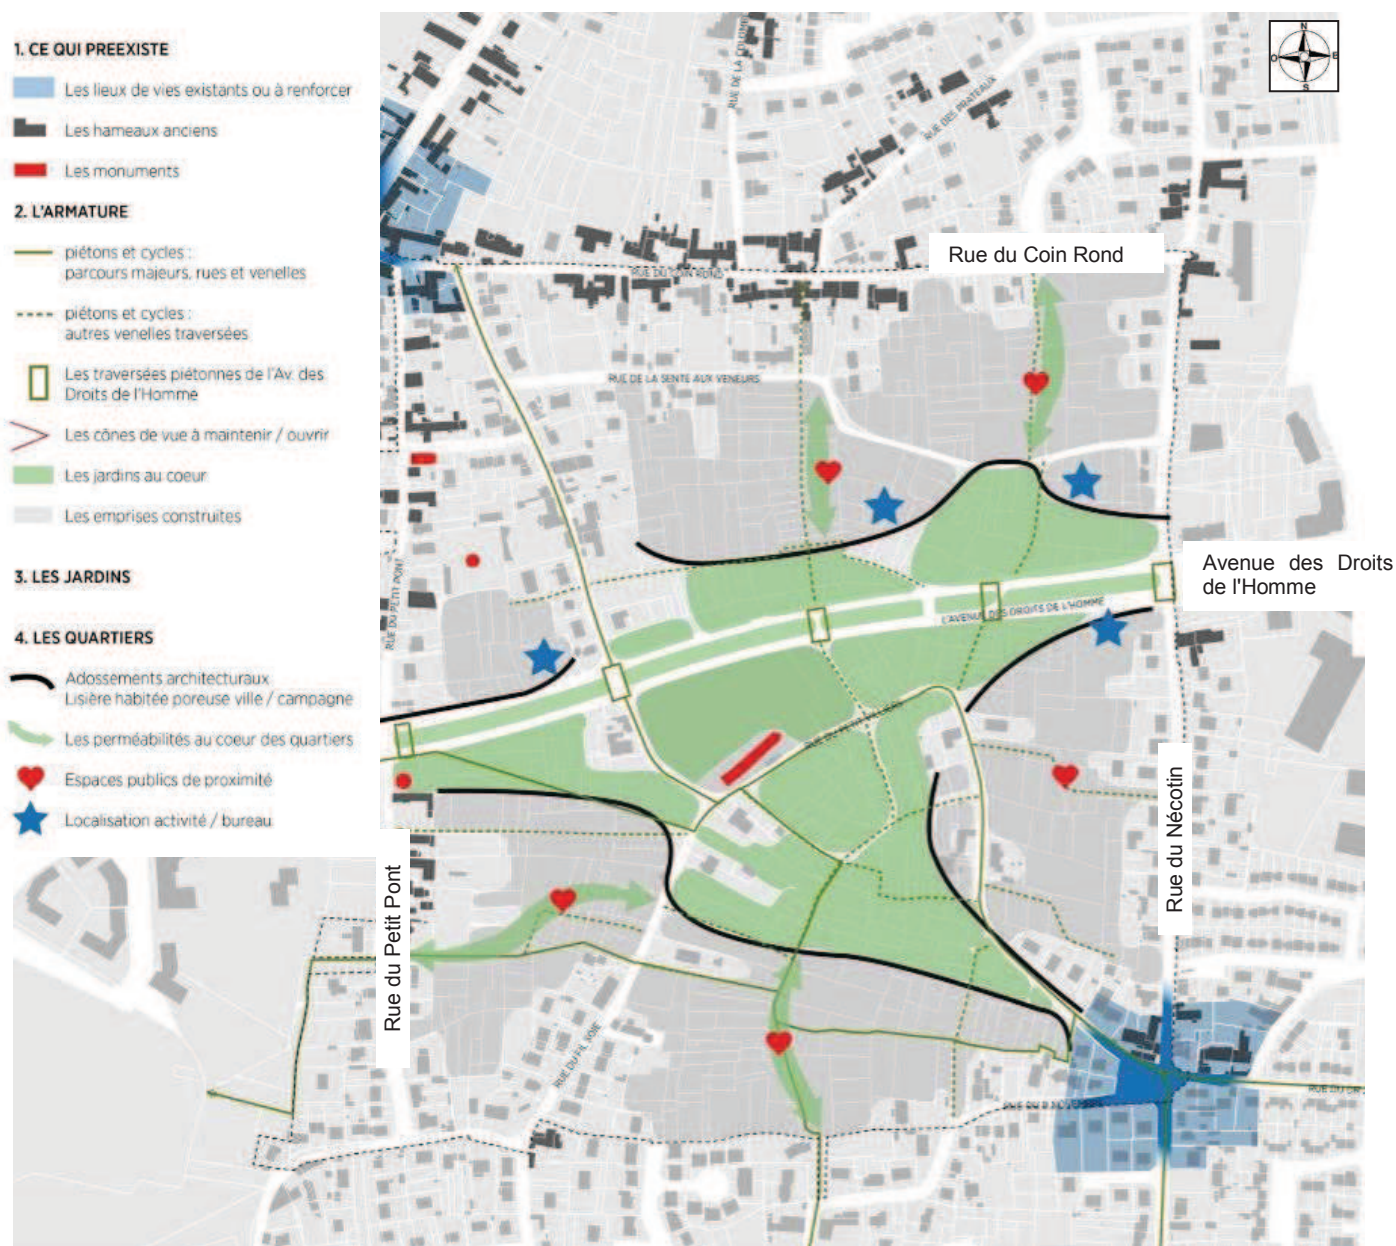 1. CE QUI PREEXISTE
Les lieux de vies existants ou à renforcer
Les hameaux anciens
Les monuments
2. L'ARMATURE
piétons et cycles :
parcours majeurs, rues et venelles
piétons et cycles :
autres venelles traversées
Les traversées piétonnes de l'Av. des
Droits de l'Homme
Les cônes de vue à maintenir / ouvrir
Les jardins au coeur
Les emprises construites
3. LES JARDINS
4. LES QUARTIERS
Adossements architecturaux
Lisière habitée poreuse ville / campagne
Les perméabilités au coeur des quartiers
Espaces publics de proximité
Localisation activité / bureau
N
O
E
S
RUE DE LA COLOMBE
RUE DES PRATEAUX
Rue du Coin Rond
RUE DU COIN ROND
RUE DE LA SENTE AUX VENEURS
Avenue des Droits
de l'Homme
L'AVENUE DES DROITS DE L'HOMME
RUE DU PETIT PONT
Rue du Nécotin
Rue du Petit Pont
RUE DU FIL SOIE
RUE DU 11 NOVEMBRE